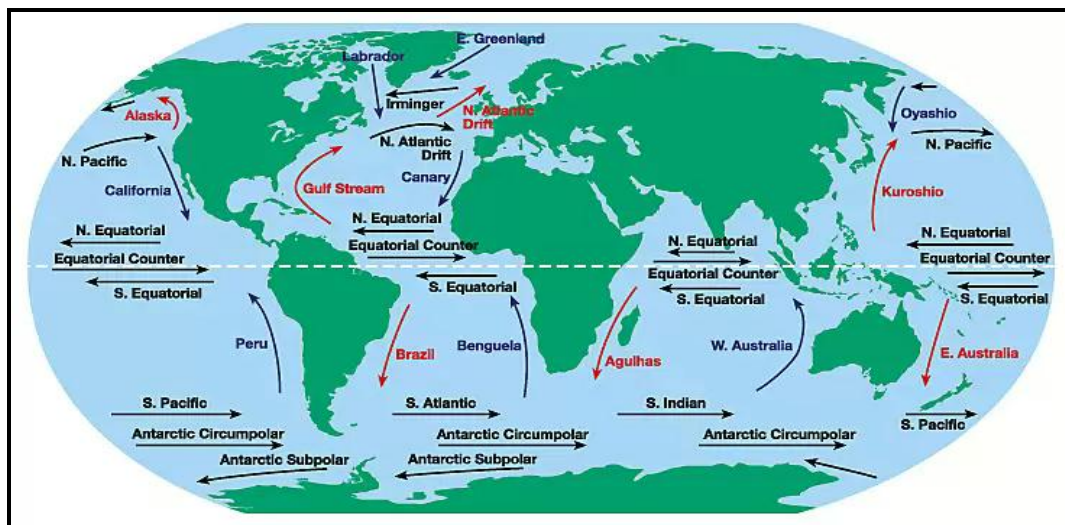 E. Greenland
Labrador
Irminger
Alaska
N. Atlantic
Drift
Oyashio
N. Atlantic
Drift
N. Pacific
N. Pacific
California
Gulf Stream
Canary
Kuroshio
N. Equatorial
N. Equatorial
N. Equatorial
N. Equatorial
Equatorial Counter
Equatorial Counter
Equatorial Counter
Equatorial Counter
S. Equatorial
S. Equatorial
S. Equatorial
S. Equatorial
Peru
Brazil
Benguela
Agulhas
W. Australia
E. Australia
S. Pacific
S. Atlantic
S. Indian
S. Pacific
Antarctic Circumpolar
Antarctic Circumpolar
Antarctic Circumpolar
Antarctic Subpolar
Antarctic Subpolar